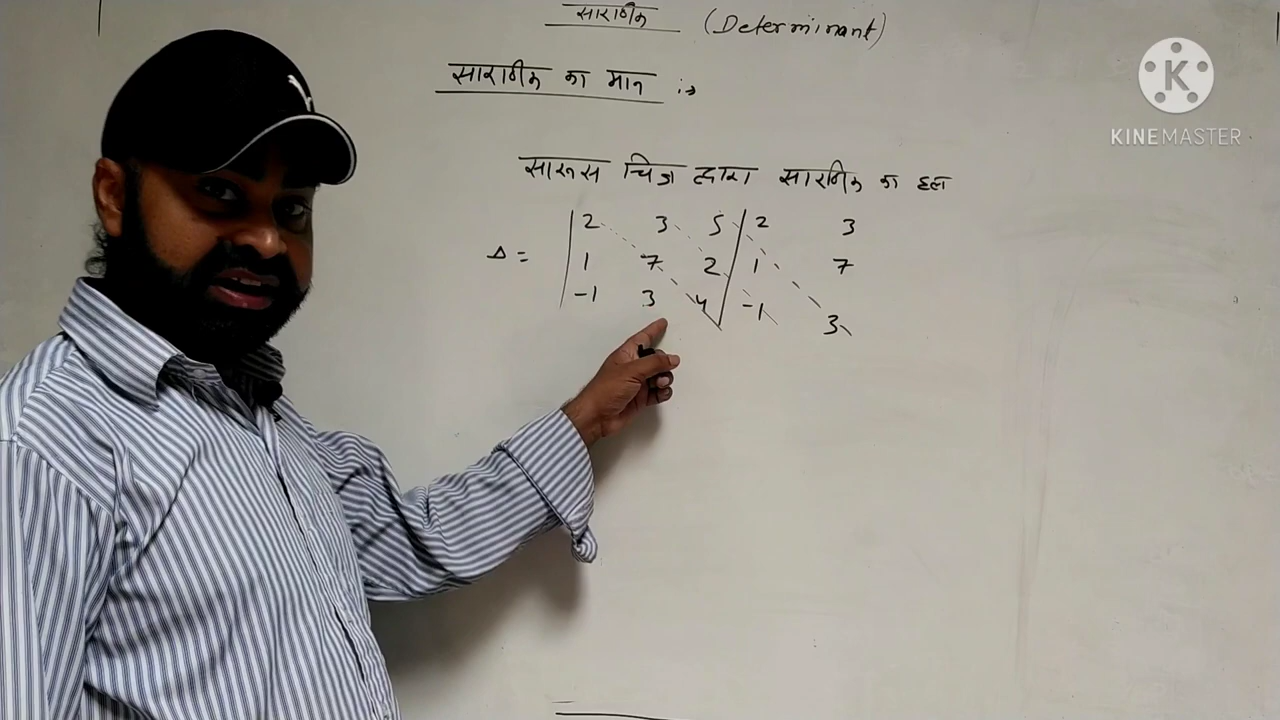 सारणीक (Determinant)
सारणीक का मान :→
सारूस चित्र द्वारा सारणीक का हल
Δ = | 2 3 5 | 2 3
1 7 2 | 1 7
-1 3 4 | -1 3
KINEMASTER